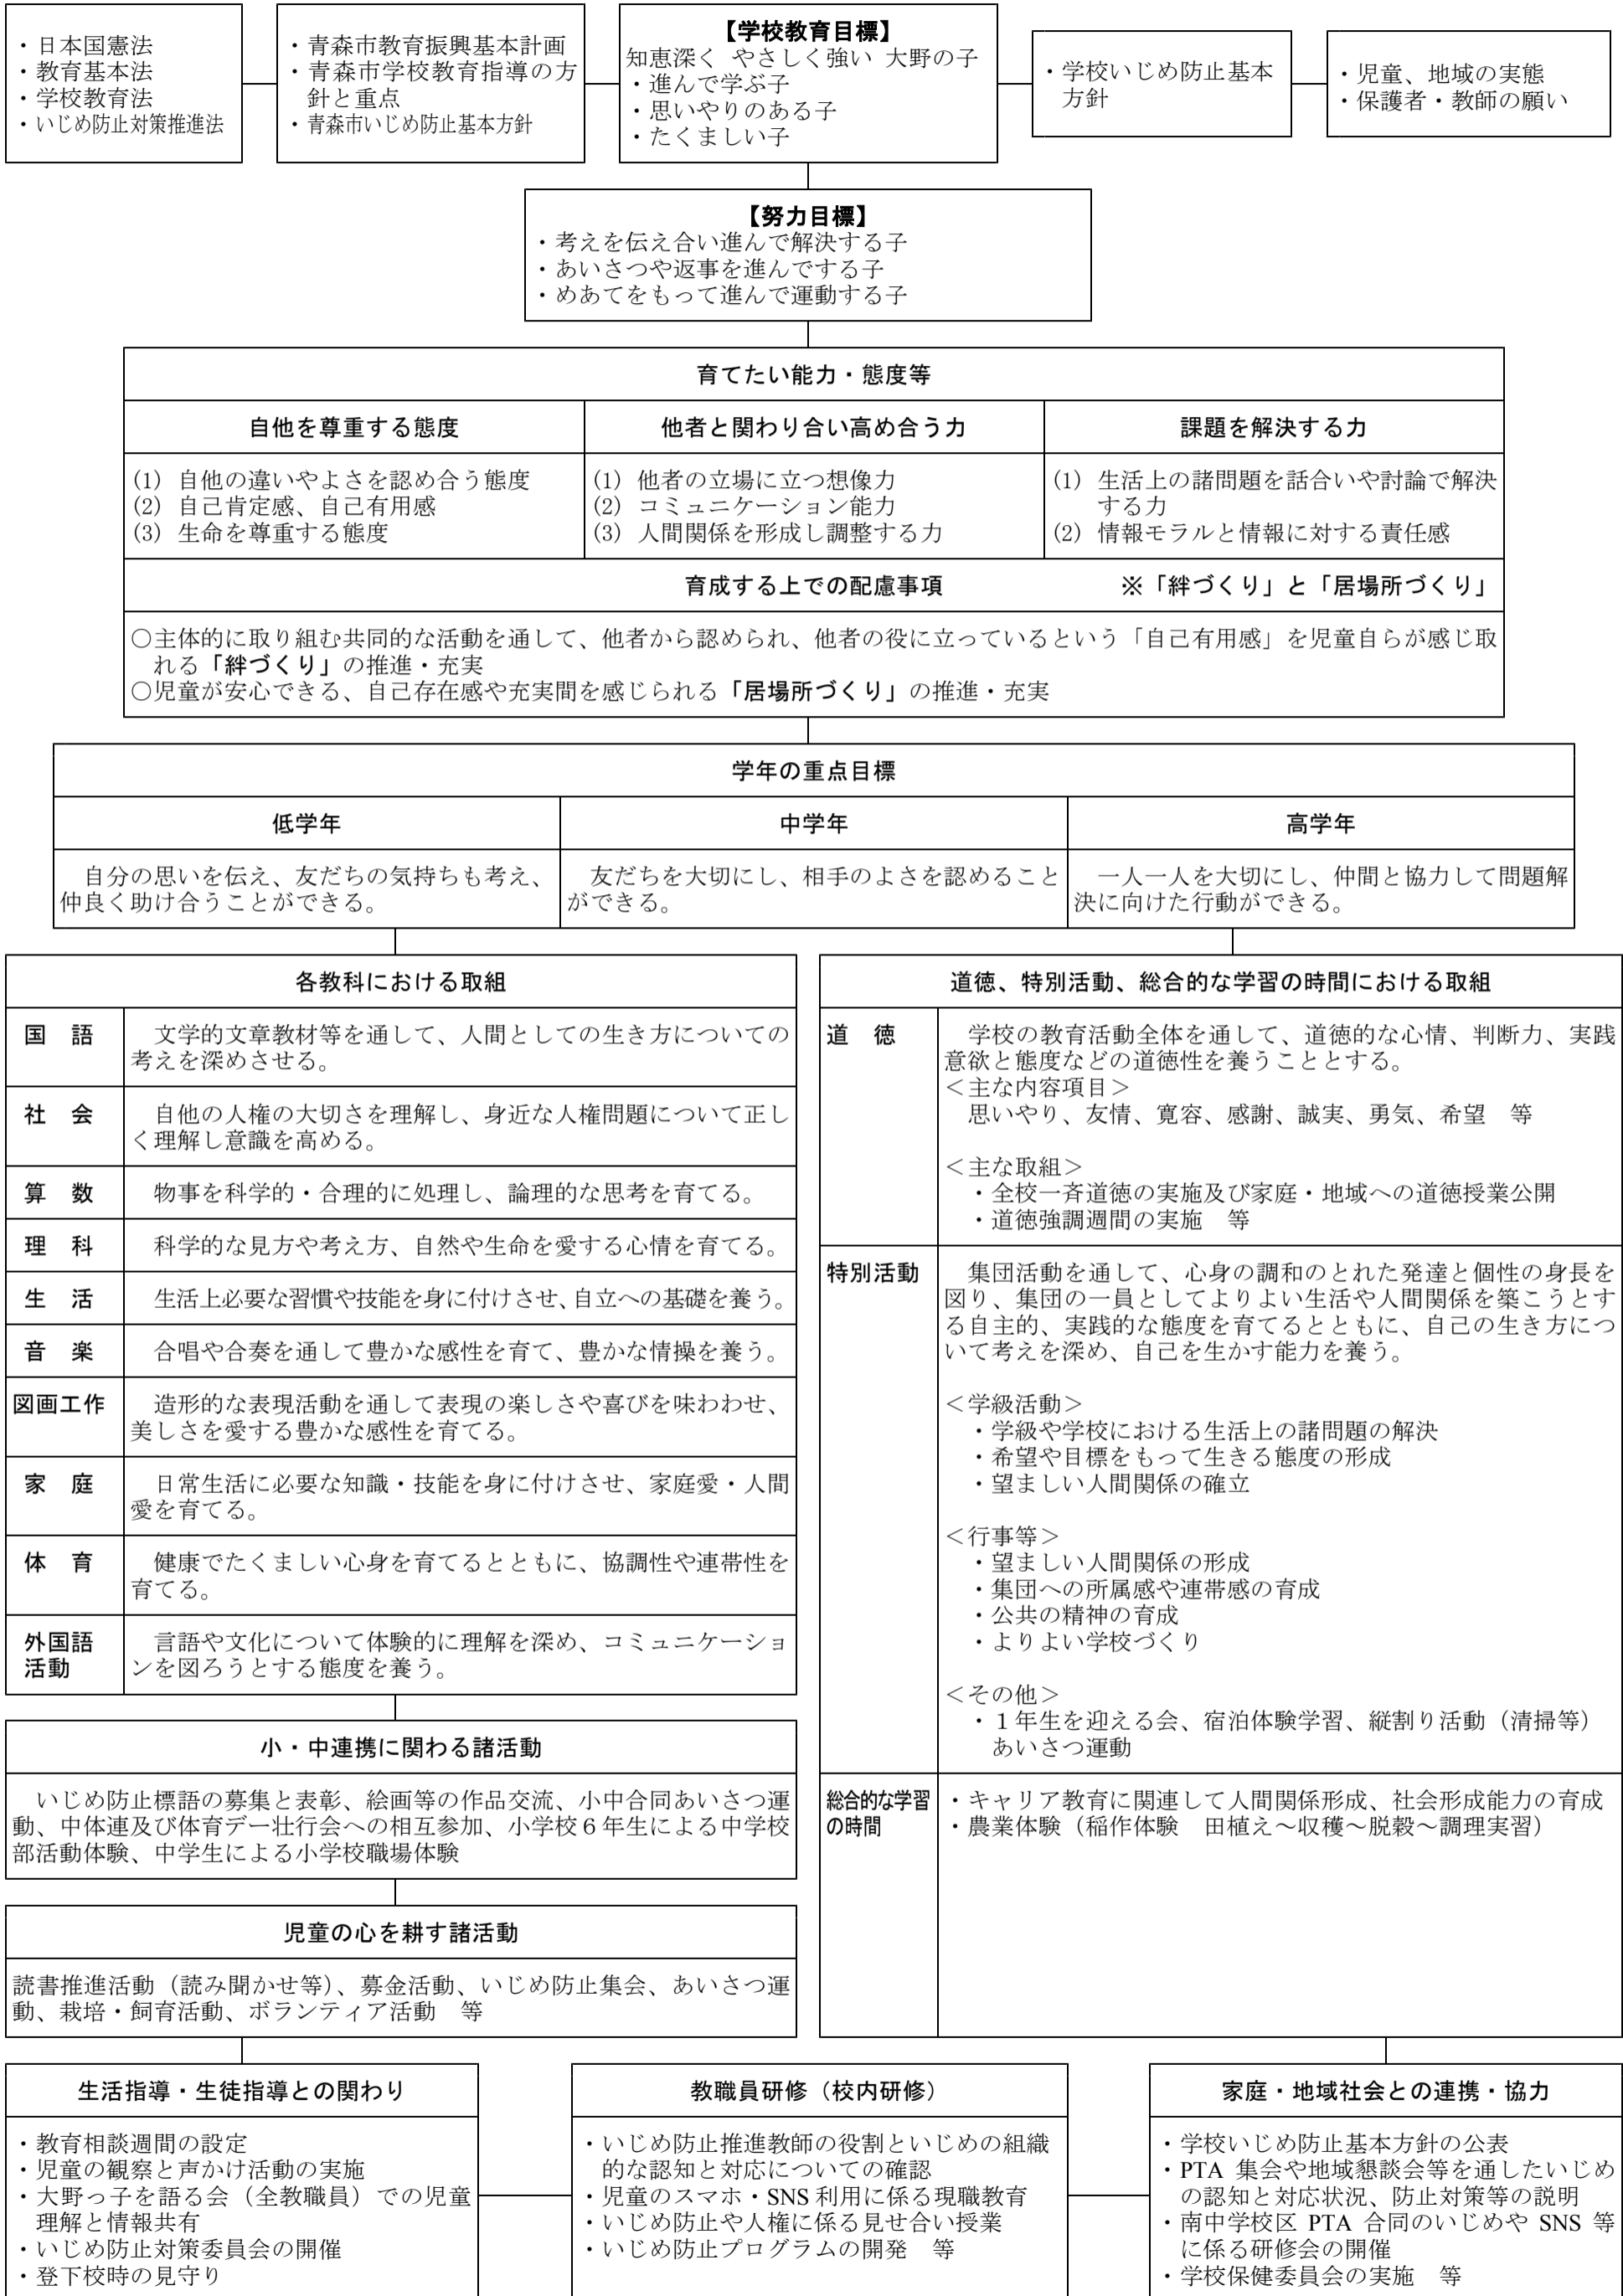 ・日本国憲法
・教育基本法
・学校教育法
・いじめ防止対策推進法
・青森市教育振興基本計画
・青森市学校教育指導の方
針と重点
・青森市いじめ防止基本方針
【学校教育目標】
知恵深く やさしく強い 大野の子
・進んで学ぶ子
・思いやりのある子
・たくましい子
・学校いじめ防止基本
方針
・児童、地域の実態
・保護者・教師の願い
【努力目標】
・考えを伝え合い進んで解決する子
・あいさつや返事を進んでする子
・めあてをもって進んで運動する子
育てたい能力・態度等
自他を尊重する態度
(1) 自他の違いやよさを認め合う態度
(2) 自己肯定感、自己有用感
(3) 生命を尊重する態度
他者と関わり合い高め合う力
(1) 他者の立場に立つ想像力
(2) コミュニケーション能力
(3) 人間関係を形成し調整する力
課題を解決する力
(1) 生活上の諸問題を話合いや討論で解決
する力
(2) 情報モラルと情報に対する責任感
育成する上での配慮事項 ※「絆づくり」と「居場所づくり」
○主体的に取り組む共同的な活動を通して、他者から認められ、他者の役に立っているという「自己有用感」を児童自らが感じ取
れる「絆づくり」の推進・充実
○児童が安心できる、自己存在感や充実間を感じられる「居場所づくり」の推進・充実
学年の重点目標
低学年
自分の思いを伝え、友だちの気持ちも考え、
仲良く助け合うことができる。
中学年
友だちを大切にし、相手のよさを認めること
ができる。
高学年
一人一人を大切にし、仲間と協力して問題解
決に向けた行動ができる。
各教科における取組
国 語
文学的文章教材等を通して、人間としての生き方についての
考えを深めさせる。
社 会
自他の人権の大切さを理解し、身近な人権問題について正し
く理解し意識を高める。
算 数
物事を科学的・合理的に処理し、論理的な思考を育てる。
理 科
科学的な見方や考え方、自然や生命を愛する心情を育てる。
生 活
生活上必要な習慣や技能を身に付けさせ、自立への基礎を養う。
音 楽
合唱や合奏を通して豊かな感性を育て、豊かな情操を養う。
図画工作
造形的な表現活動を通して表現の楽しさや喜びを味わわせ、
美しさを愛する豊かな感性を育てる。
家 庭
日常生活に必要な知識・技能を身に付けさせ、家庭愛・人間
愛を育てる。
体 育
健康でたくましい心身を育てるとともに、協調性や連帯性を
育てる。
外国語
活動
言語や文化について体験的に理解を深め、コミュニケーショ
ンを図ろうとする態度を養う。
小・中連携に関わる諸活動
いじめ防止標語の募集と表彰、絵画等の作品交流、小中合同あいさつ運
動、中体連及び体育デー壮行会への相互参加、小学校６年生による中学校
部活動体験、中学生による小学校職場体験
児童の心を耕す諸活動
読書推進活動（読み聞かせ等）、募金活動、いじめ防止集会、あいさつ運
動、栽培・飼育活動、ボランティア活動 等
道徳、特別活動、総合的な学習の時間における取組
道 徳
学校の教育活動全体を通して、道徳的な心情、判断力、実践
意欲と態度などの道徳性を養うこととする。
＜主な内容項目＞
思いやり、友情、寛容、感謝、誠実、勇気、希望 等
＜主な取組＞
・全校一斉道徳の実施及び家庭・地域への道徳授業公開
・道徳強調週間の実施 等
特別活動
集団活動を通して、心身の調和のとれた発達と個性の身長を
図り、集団の一員としてよりよい生活や人間関係を築こうとす
る自主的、実践的な態度を育てるとともに、自己の生き方につ
いて考えを深め、自己を生かす能力を養う。
＜学級活動＞
・学級や学校における生活上の諸問題の解決
・希望や目標をもって生きる態度の形成
・望ましい人間関係の確立
＜行事等＞
・望ましい人間関係の形成
・集団への所属感や連帯感の育成
・公共の精神の育成
・よりよい学校づくり
＜その他＞
・１年生を迎える会、宿泊体験学習、縦割り活動（清掃等）
あいさつ運動
総合的な学習
の時間
・キャリア教育に関連して人間関係形成、社会形成能力の育成
・農業体験（稲作体験 田植え～収穫～脱穀～調理実習）
生活指導・生徒指導との関わり
・教育相談週間の設定
・児童の観察と声かけ活動の実施
・大野っ子を語る会（全教職員）での児童
理解と情報共有
・いじめ防止対策委員会の開催
・登下校時の見守り
教職員研修（校内研修）
・いじめ防止推進教師の役割といじめの組織
的な認知と対応についての確認
・児童のスマホ・SNS 利用に係る現職教育
・いじめ防止や人権に係る見せ合い授業
・いじめ防止プログラムの開発 等
家庭・地域社会との連携・協力
・学校いじめ防止基本方針の公表
・PTA 集会や地域懇談会等を通したいじめ
の認知と対応状況、防止対策等の説明
・南中学校区 PTA 合同のいじめや SNS 等
に係る研修会の開催
・学校保健委員会の実施 等